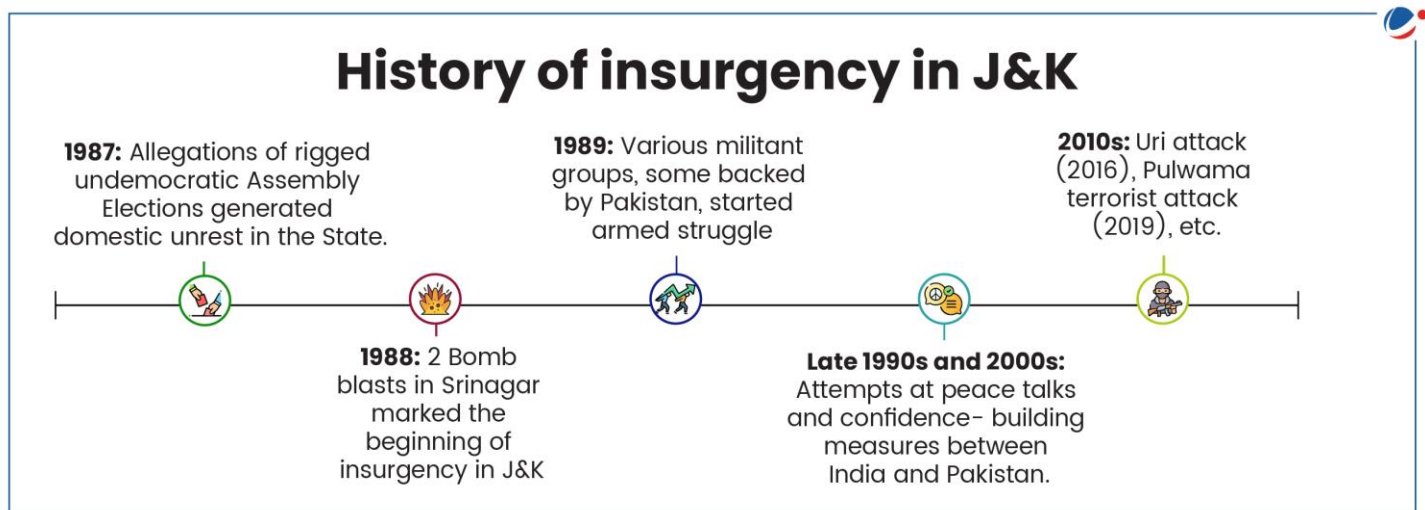 History of insurgency in J&K
1987: Allegations of rigged
undemocratic Assembly
Elections generated
domestic unrest in the State.
1988: 2 Bomb
blasts in Srinagar
marked the
beginning of
insurgency in J&K
1989: Various militant
groups, some backed
by Pakistan, started
armed struggle
Late 1990s and 2000s:
Attempts at peace talks
and confidence- building
measures between
India and Pakistan.
2010s: Uri attack
(2016), Pulwama
terrorist attack
(2019), etc.